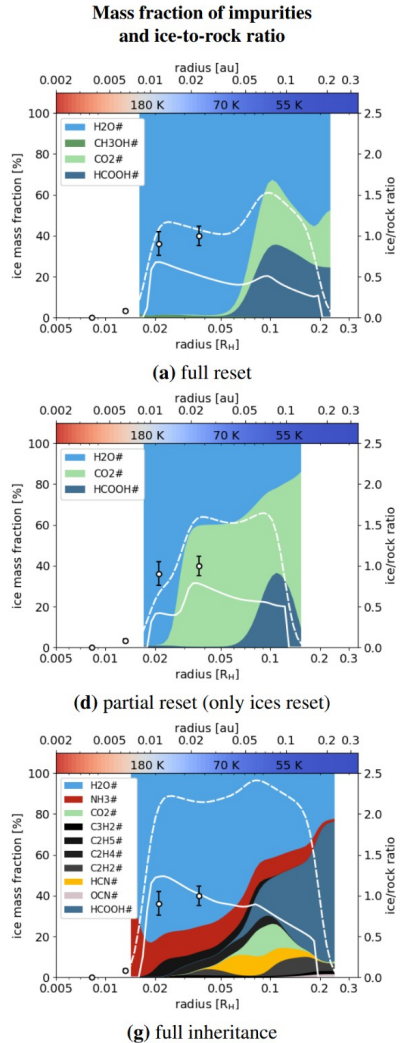 Mass fraction of impurities
and ice-to-rock ratio
radius [au]
0.002 0.005 0.01 0.02 0.05 0.1 0.2 0.3
180 K 70 K 55 K
ice mass fraction [%]
100
80
60
40
20
0
H2O#
CH3OH#
CO2#
HCOOH#
2.5
2.0
1.5
1.0
0.5
0.0
ice/rock ratio
0.005 0.01 0.02 0.05 0.1 0.2 0.3
radius [R_H]
(a) full reset
radius [au]
0.002 0.005 0.01 0.02 0.05 0.1 0.2 0.3
180 K 70 K 55 K
ice mass fraction [%]
100
80
60
40
20
0
H2O#
CO2#
HCOOH#
2.5
2.0
1.5
1.0
0.5
0.0
ice/rock ratio
0.005 0.01 0.02 0.05 0.1 0.2 0.3
radius [R_H]
(d) partial reset (only ices reset)
radius [au]
0.002 0.005 0.01 0.02 0.05 0.1 0.2 0.3
180 K 70 K 55 K
ice mass fraction [%]
100
80
60
40
20
0
H2O#
NH3#
CO2#
C3H2#
C2H5#
C2H4#
C2H2#
HCN#
OCN#
HCOOH#
2.5
2.0
1.5
1.0
0.5
0.0
ice/rock ratio
0.005 0.01 0.02 0.05 0.1 0.2 0.3
radius [R_H]
(g) full inheritance